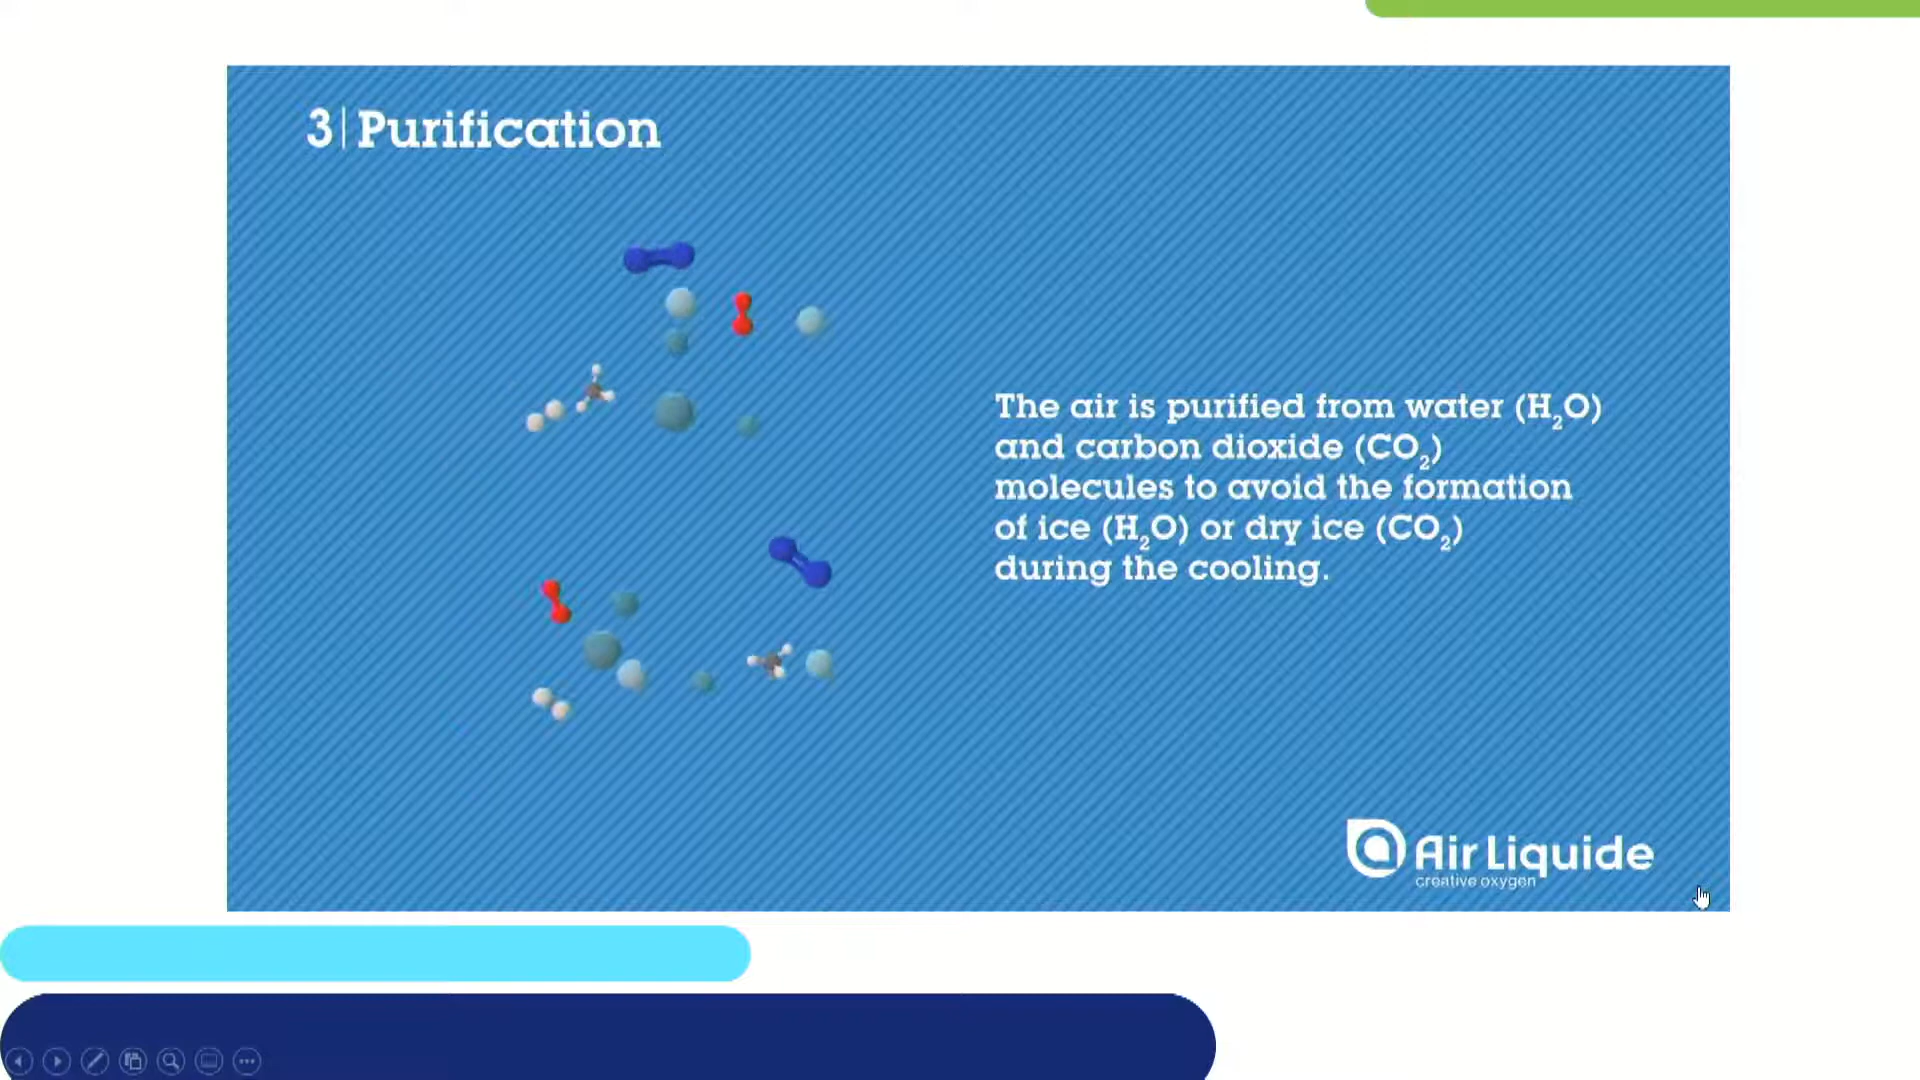 3|Purification
The air is purified from water (H₂O)
and carbon dioxide (CO₂)
molecules to avoid the formation
of ice (H₂O) or dry ice (CO₂)
during the cooling.
Air Liquide
creative oxygen